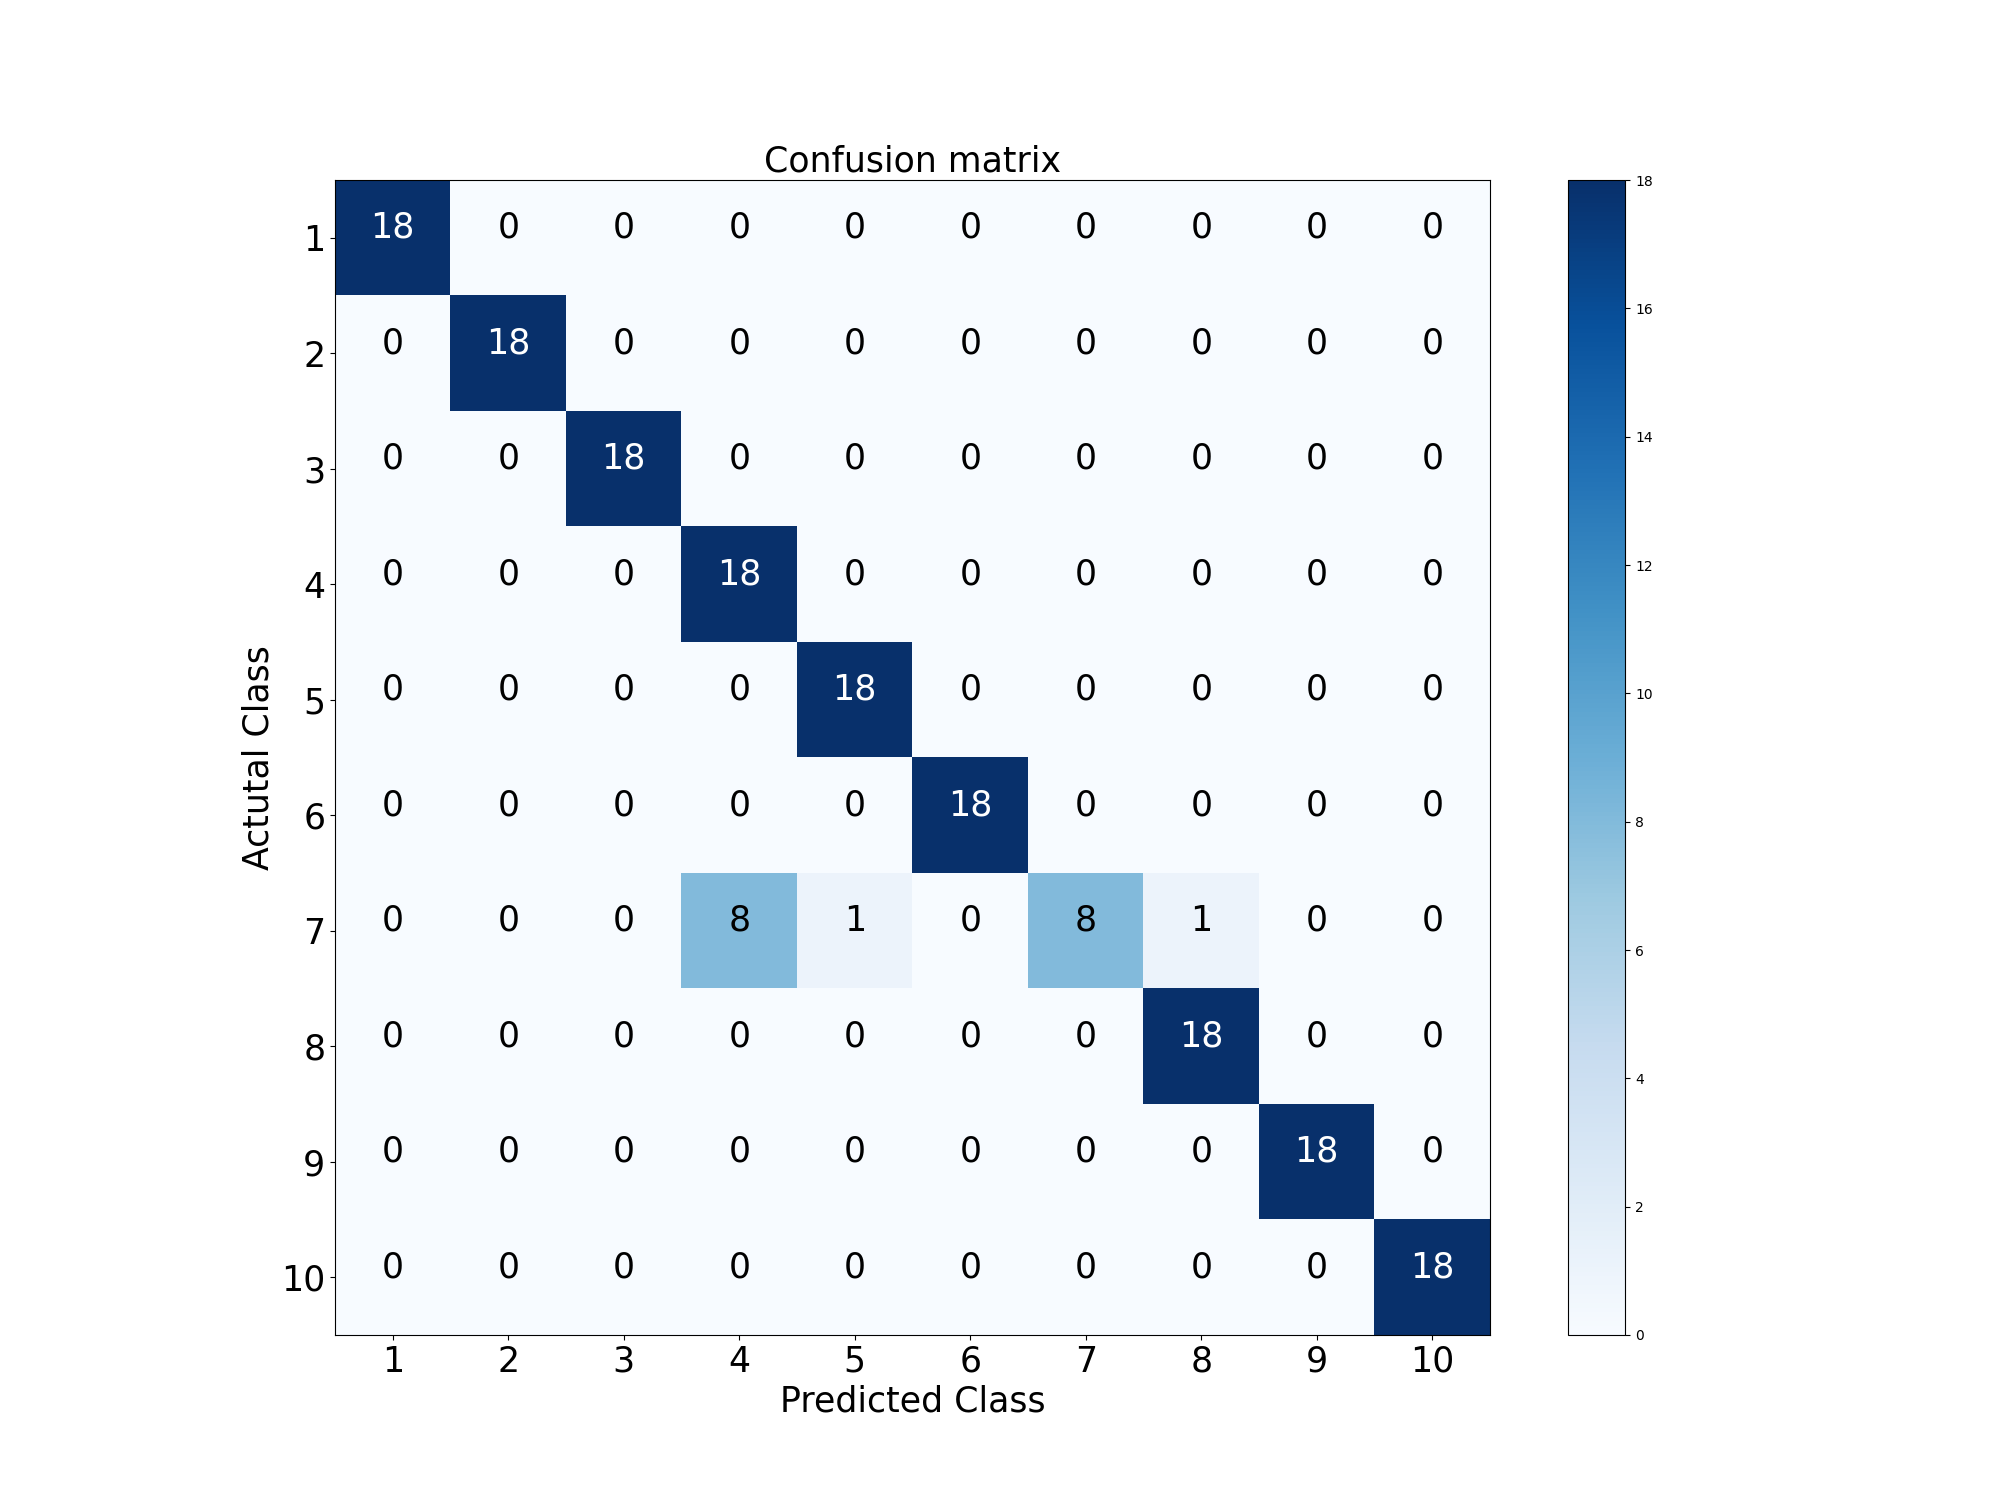 Confusion matrix
1 18 0 0 0 0 0 0 0 0 0
2 0 18 0 0 0 0 0 0 0 0
3 0 0 18 0 0 0 0 0 0 0
4 0 0 0 18 0 0 0 0 0 0
5 0 0 0 0 18 0 0 0 0 0
6 0 0 0 0 0 18 0 0 0 0
7 0 0 0 8 1 0 8 1 0 0
8 0 0 0 0 0 0 0 18 0 0
9 0 0 0 0 0 0 0 0 18 0
10 0 0 0 0 0 0 0 0 0 18
1 2 3 4 5 6 7 8 9 10
Predicted Class
Actutal Class
18
16
14
12
10
8
6
4
2
0